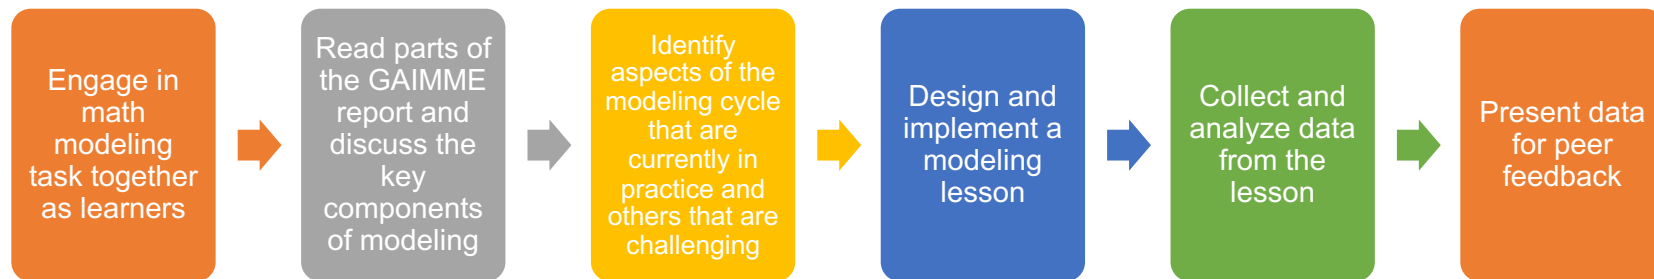 Engage in
math
modeling
task together
as learners
Read parts of
the GAIMME
report and
discuss the
key
components
of modeling
Identify
aspects of the
modeling cycle
that are
currently in
practice and
others that are
challenging
Design and
implement a
modeling
lesson
Collect and
analyze data
from the
lesson
Present data
for peer
feedback